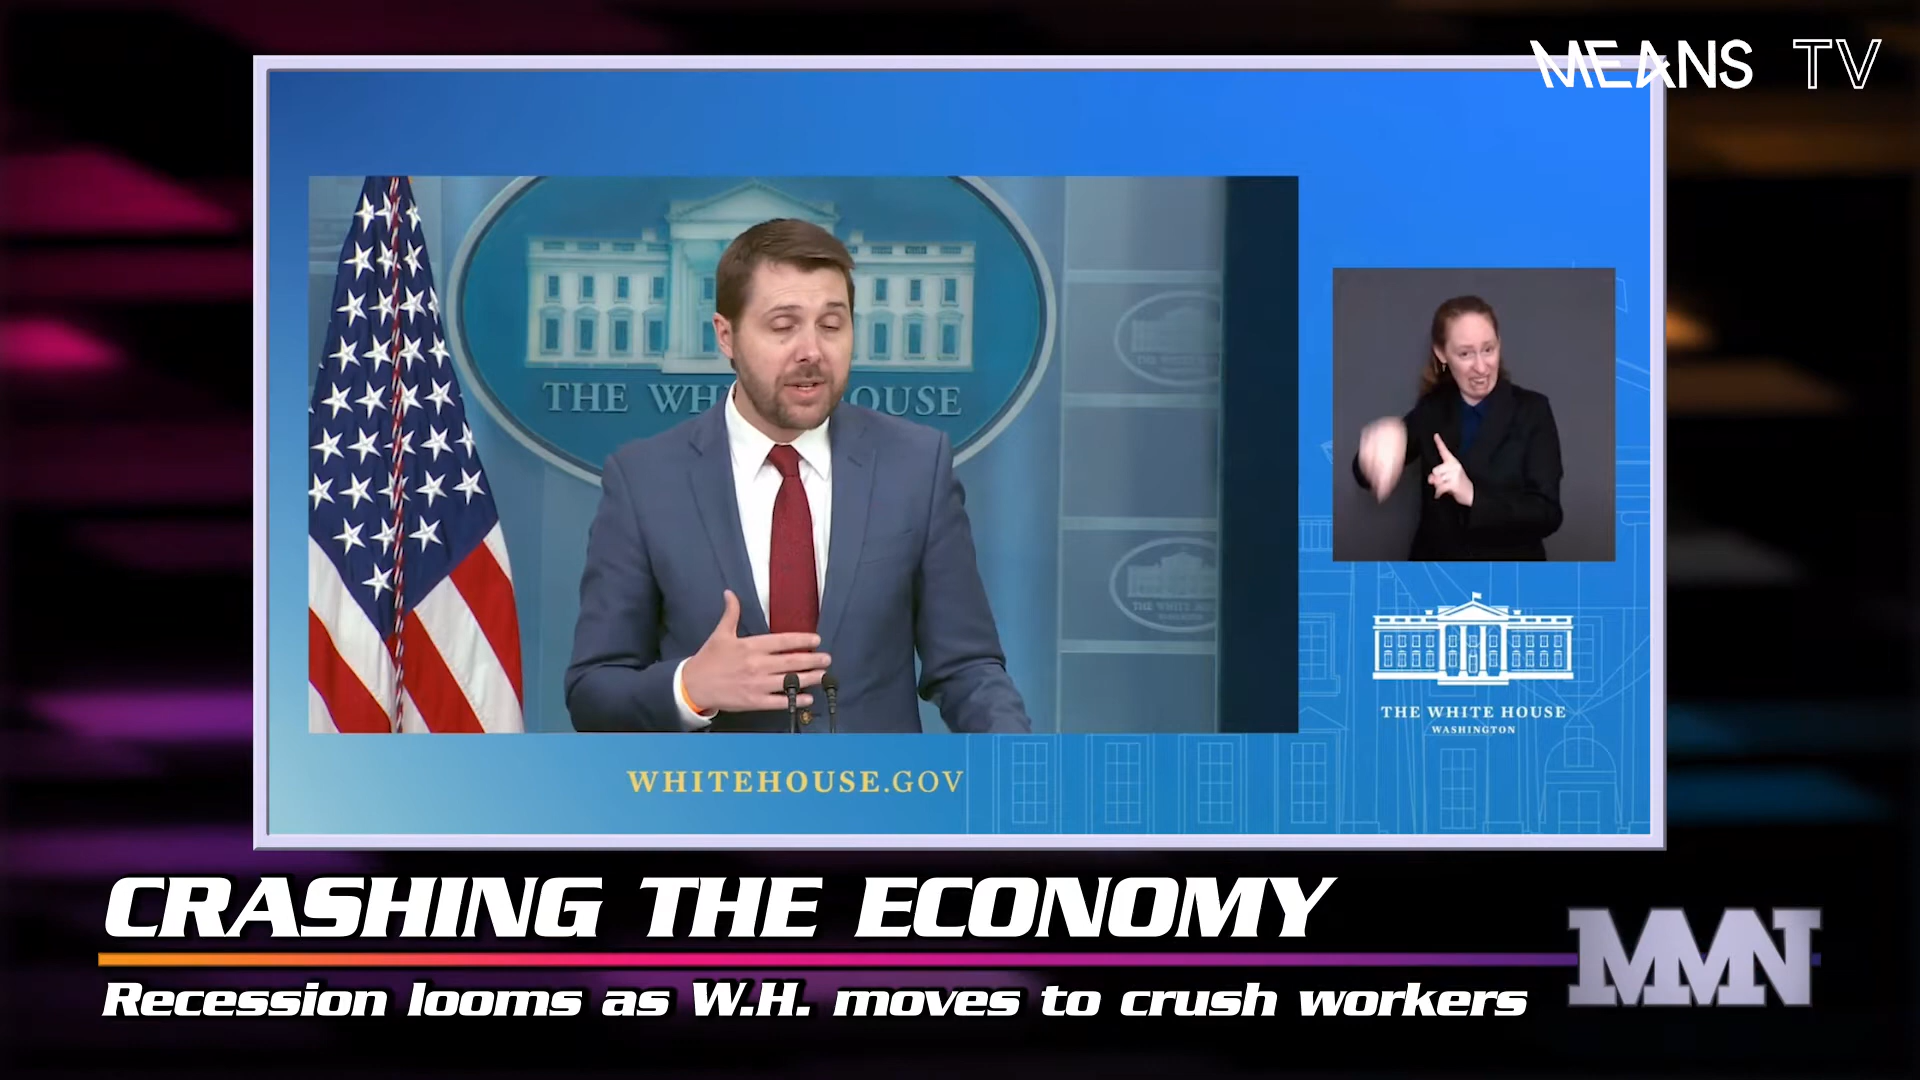 MEANS TV
THE WH OUSE
WHITEHOUSE.GOV
THE WHITE HOUSE
WASHINGTON
CRASHING THE ECONOMY
Recession looms as W.H. moves to crush workers
MMN